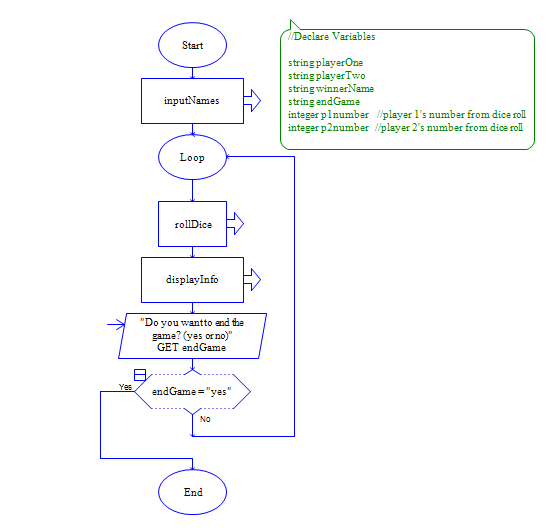 Start
//Declare Variables
string playerOne
string playerTwo
string winnerName
string endGame
integer p1number //player 1's number from dice roll
integer p2number //player 2's number from dice roll
inputNames
Loop
rollDice
displayInfo
"Do you want to end the
game? (yes or no)"
GET endGame
endGame = "yes"
Yes
No
End